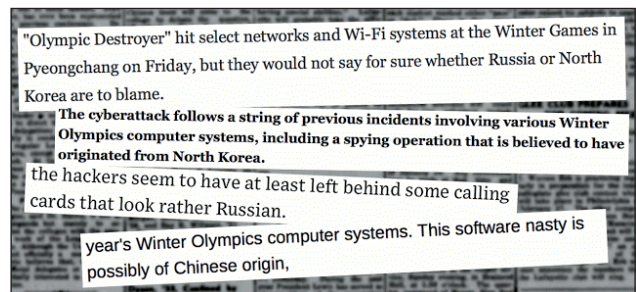 "Olympic Destroyer" hit select networks and Wi-Fi systems at the Winter Games in
Pyeongchang on Friday, but they would not say for sure whether Russia or North
Korea are to blame.
The cyberattack follows a string of previous incidents involving various Winter
Olympics computer systems, including a spying operation that is believed to have
originated from North Korea.
the hackers seem to have at least left behind some calling
cards that look rather Russian.
year's Winter Olympics computer systems. This software nasty is
possibly of Chinese origin,